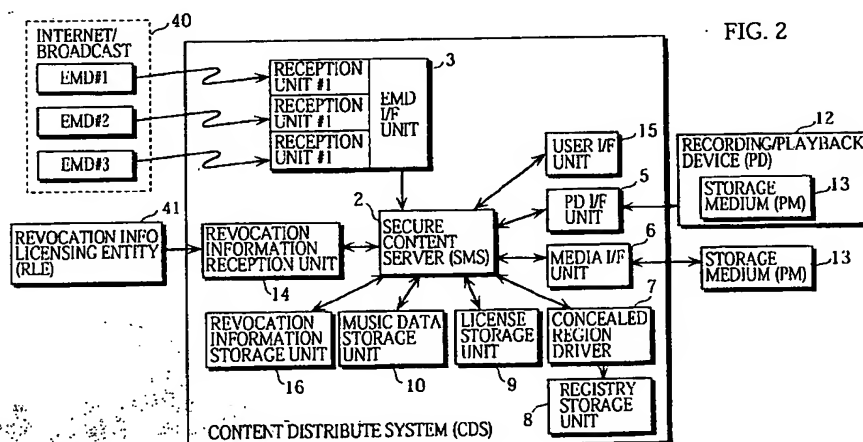 FIG. 2
40
INTERNET/
BROADCAST
EMD#1
EMD#2
EMD#3
3
RECEPTION
UNIT #1
RECEPTION
UNIT #1
RECEPTION
UNIT #1
EMD
I/F
UNIT
15
USER I/F
UNIT
12
RECORDING/PLAYBACK
DEVICE (PD)
13
STORAGE
MEDIUM (PM)
5
PD I/F
UNIT
41
REVOCATION INFO
LICENSING ENTITY
(RLE)
REVOCATION
INFORMATION
RECEPTION UNIT
14
2
SECURE
CONTENT
SERVER (SMS)
6
MEDIA I/F
UNIT
STORAGE
MEDIUM (PM)
13
REVOCATION
INFORMATION
STORAGE UNIT
16
MUSIC DATA
STORAGE
UNIT
10
LICENSE
STORAGE
UNIT
9
7
CONCEALED
REGION
DRIVER
8
REGISTRY
STORAGE
UNIT
CONTENT DISTRIBUTE SYSTEM (CDS)